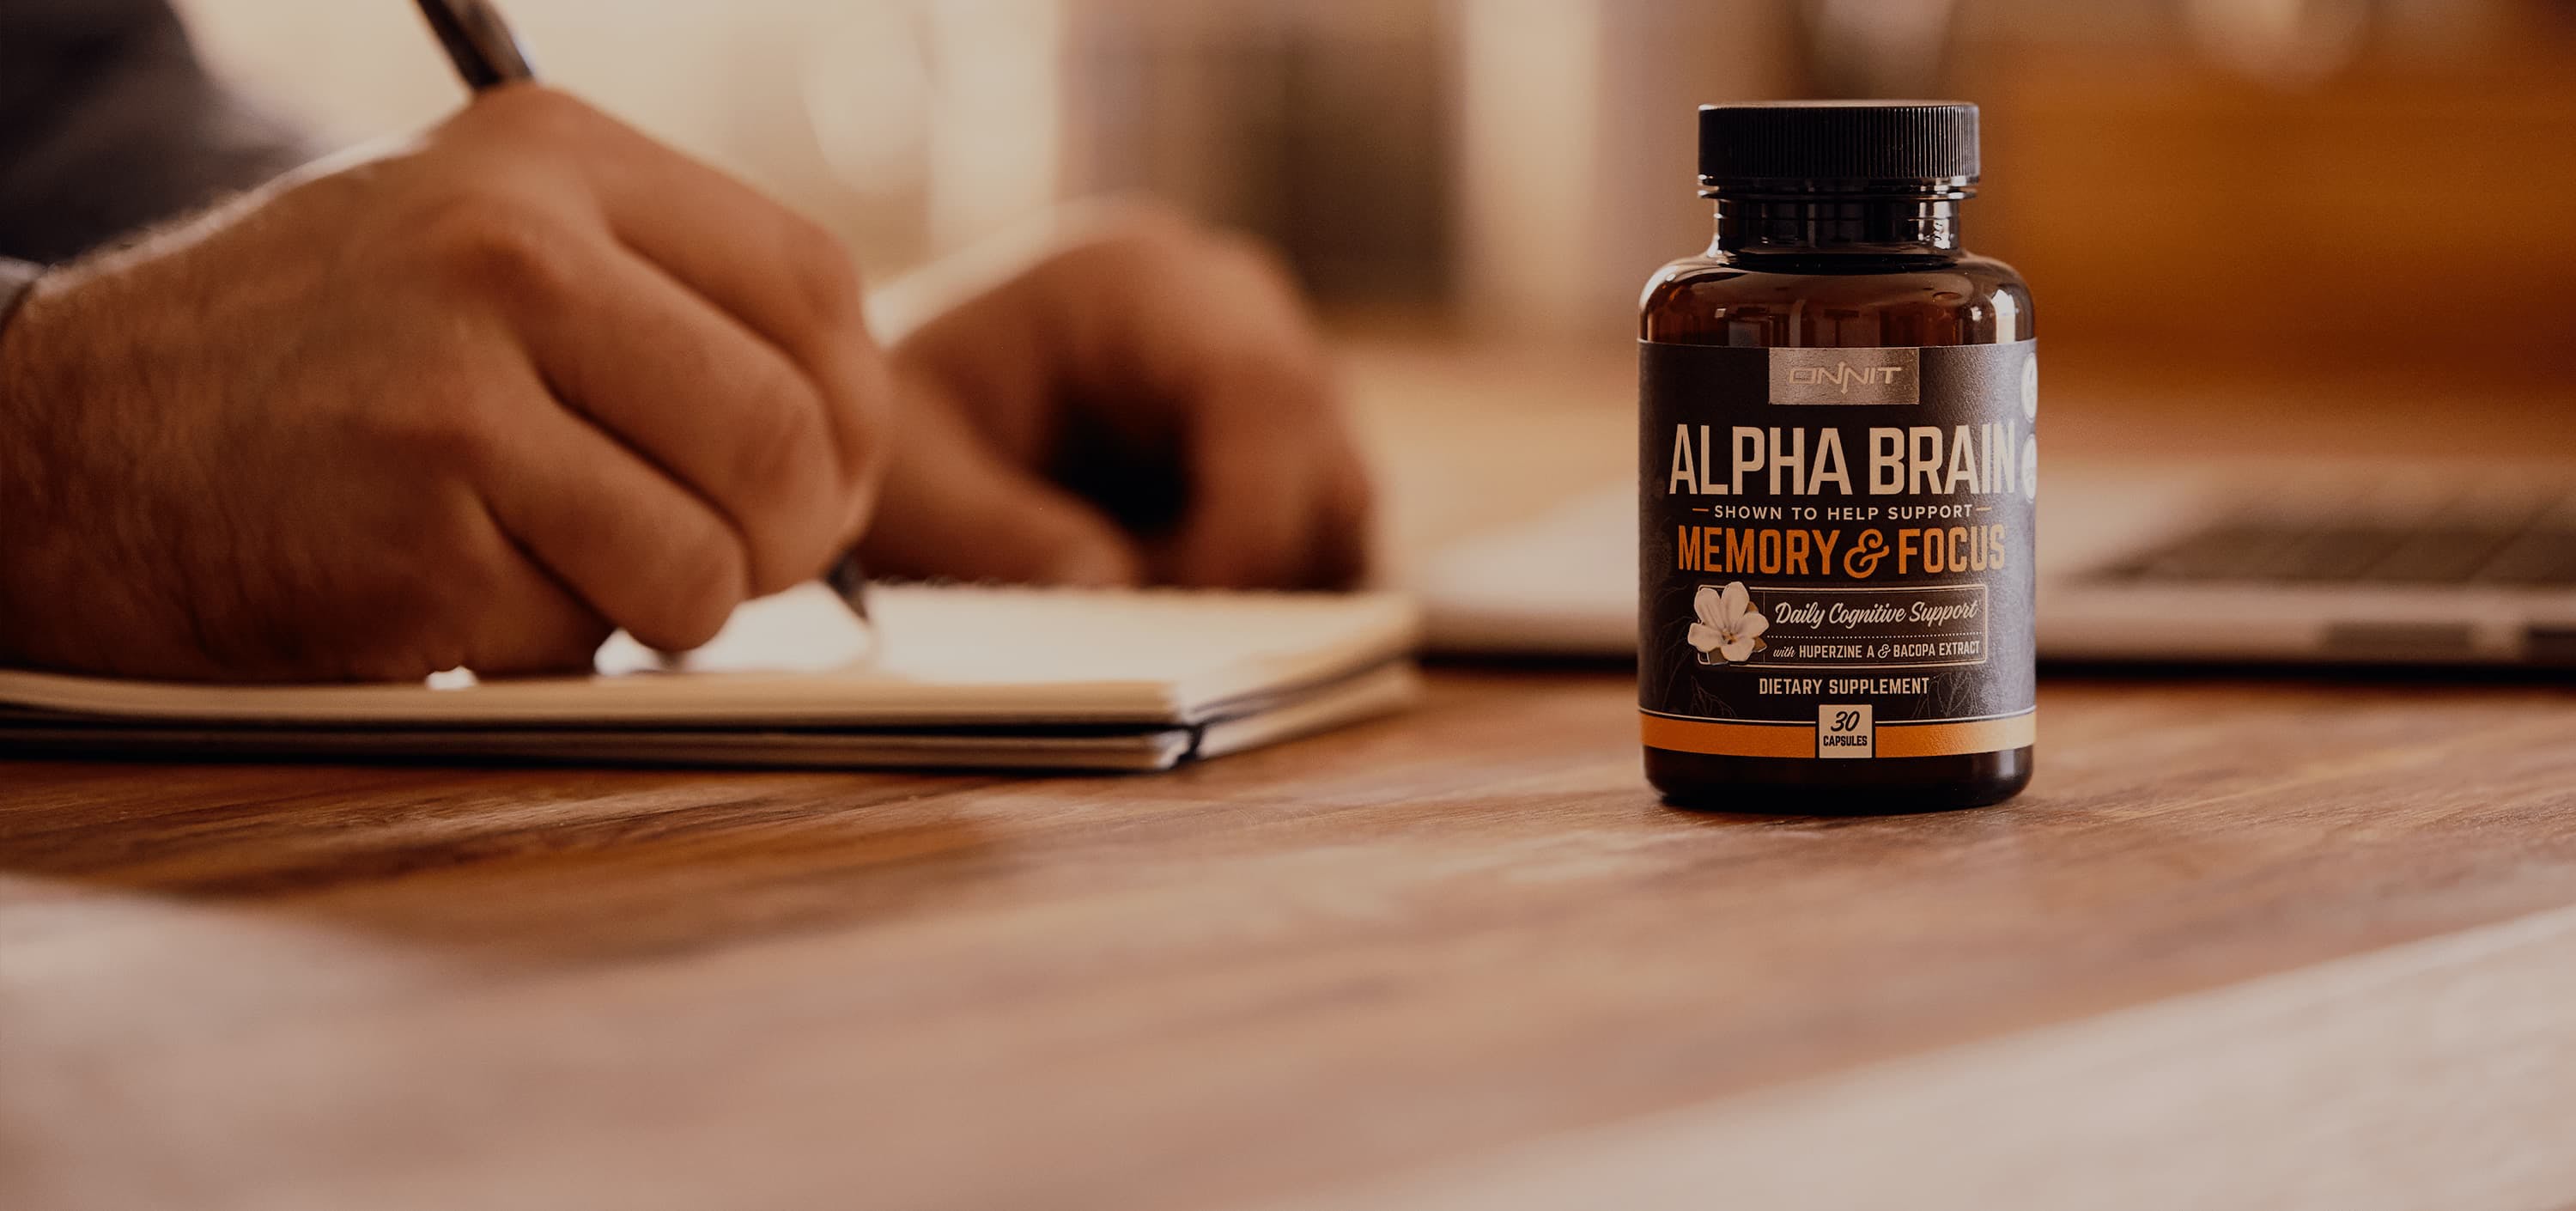 ONNIT
ALPHA BRAIN
SHOWN TO HELP SUPPORT
MEMORY & FOCUS
Daily Cognitive Support
with HUPERZINE A & BACOPA EXTRACT
DIETARY SUPPLEMENT
30
CAPSULES